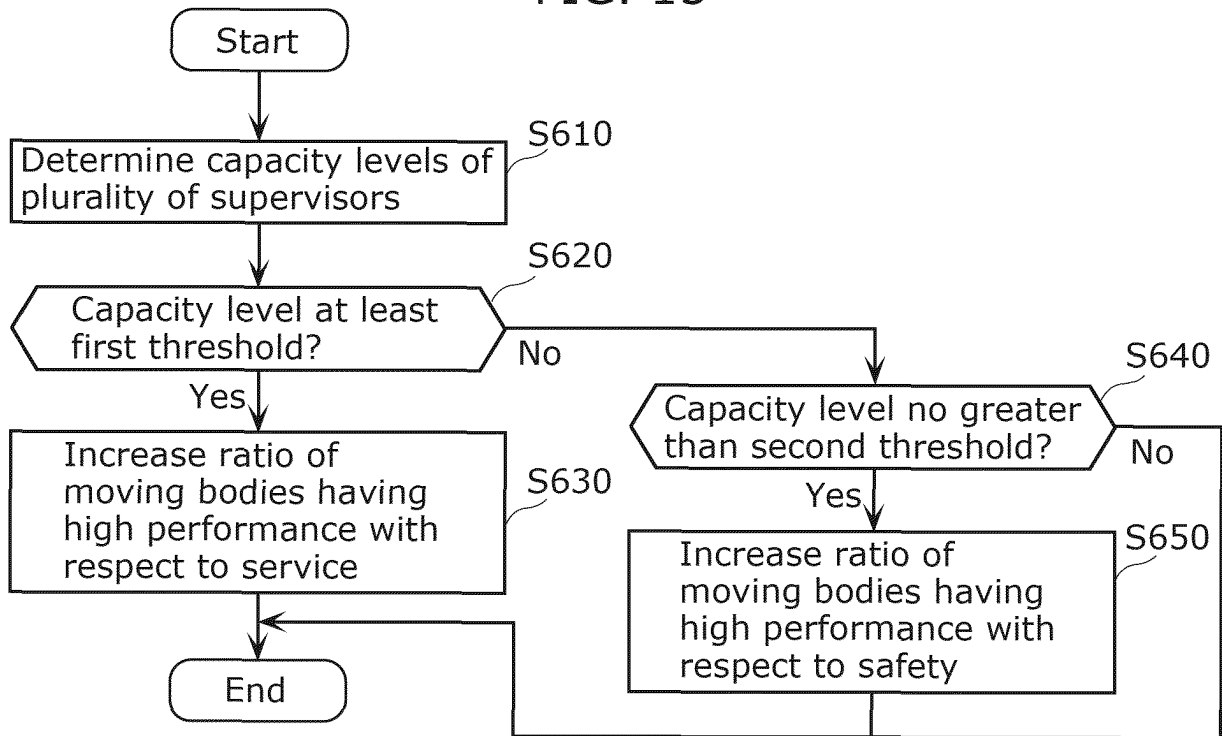 Start
S610
Determine capacity levels of
plurality of supervisors
S620
Capacity level at least
first threshold?
No
Yes
S630
Increase ratio of
moving bodies having
high performance with
respect to service
S640
Capacity level no greater
than second threshold?
No
Yes
S650
Increase ratio of
moving bodies having
high performance with
respect to safety
End